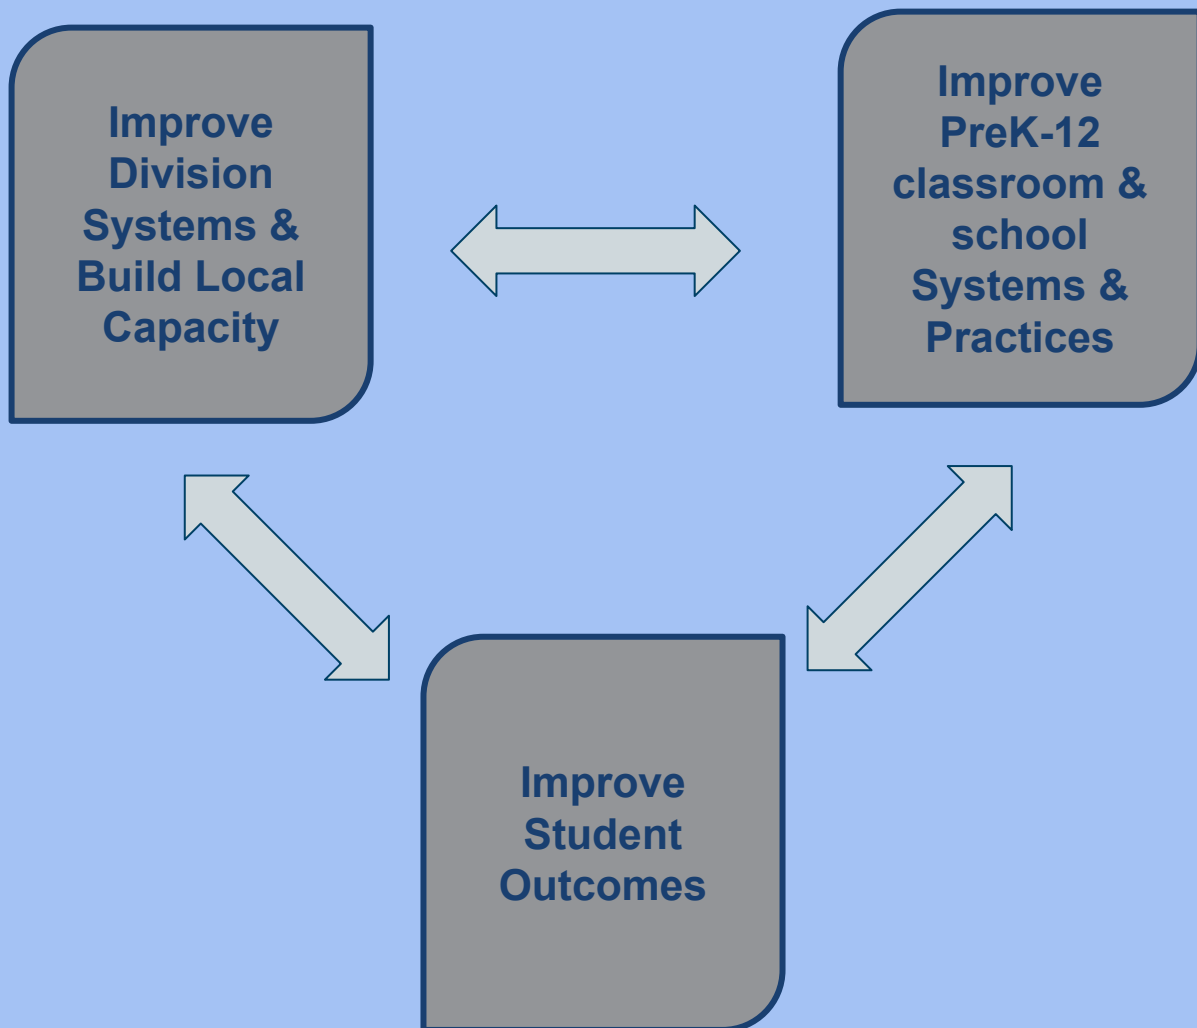 Improve
Division
Systems &
Build Local
Capacity
Improve
PreK-12
classroom &
school
Systems &
Practices
Improve
Student
Outcomes